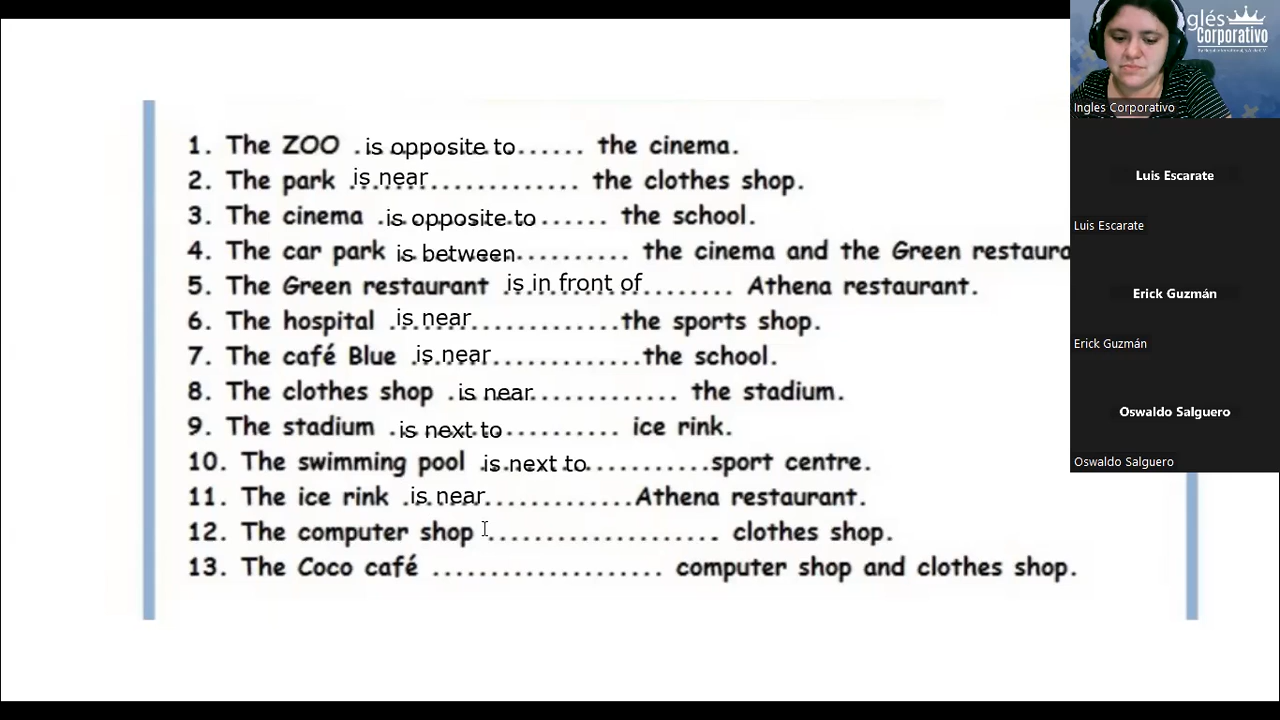 1. The ZOO .is opposite to...... the cinema.
2. The park is near.................... the clothes shop.
3. The cinema .is opposite to...... the school.
4. The car park is between.......... the cinema and the Green restaura
5. The Green restaurant is in front of........ Athena restaurant.
6. The hospital is near....................the sports shop.
7. The café Blue is near....................the school.
8. The clothes shop .is near................ the stadium.
9. The stadium .is next to............ ice rink.
10. The swimming pool is next to..........sport centre.
11. The ice rink is near................Athena restaurant.
12. The computer shop .................... clothes shop.
13. The Coco café .................... computer shop and clothes shop.
glés
Corporativo
Ingles Corporativo
Luis Escarate
Luis Escarate
Erick Guzmán
Erick Guzmán
Oswaldo Salguero
Oswaldo Salguero